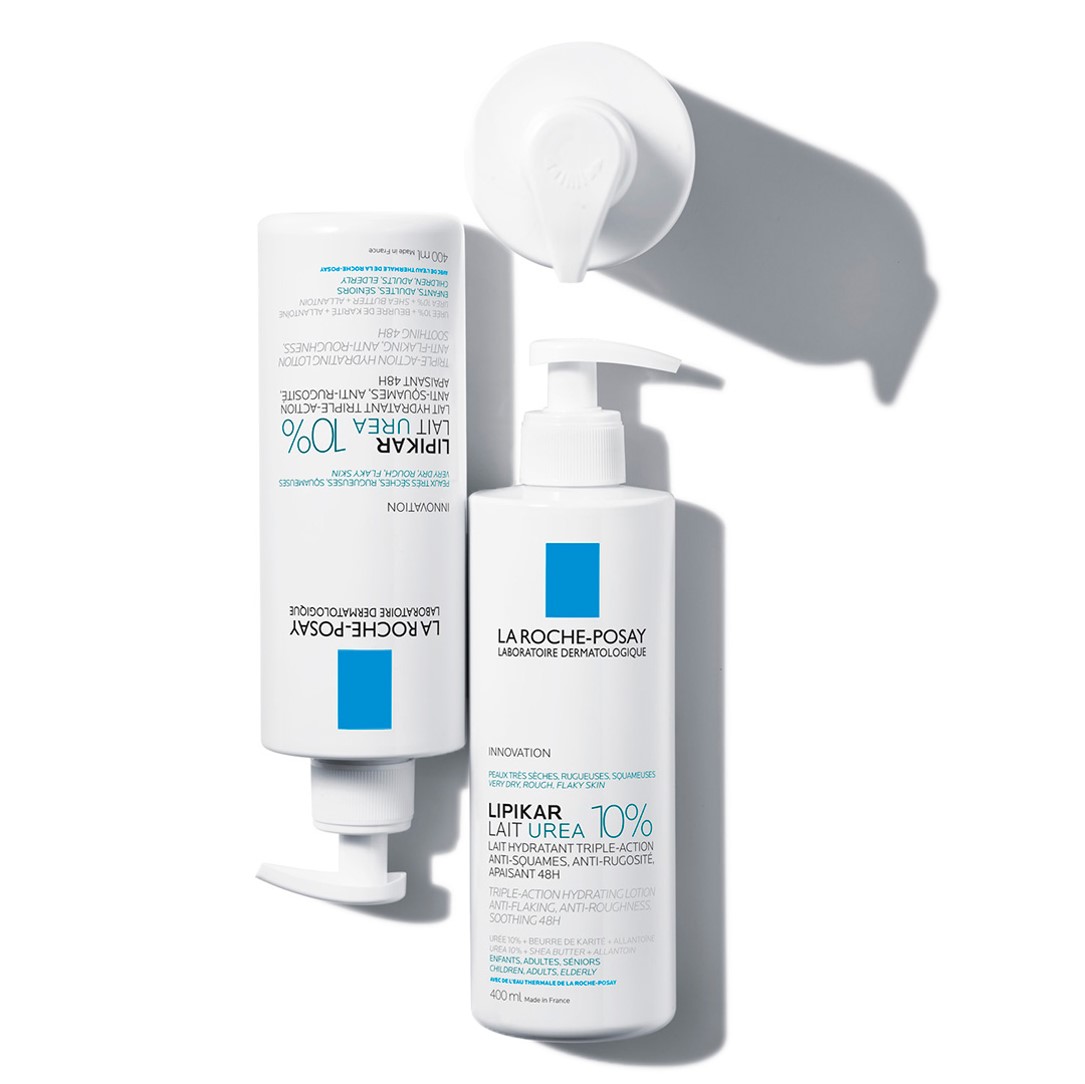 LA ROCHE-POSAY
LABORATOIRE DERMATOLOGIQUE
INNOVATION
PEAUX TRÈS SÈCHES, RUGUEUSES, SQUAMEUSES
VERY DRY, ROUGH, FLAKY SKIN
LIPIKAR
LAIT UREA 10%
LAIT HYDRATANT TRIPLE-ACTION
ANTI-SQUAMES, ANTI-RUGOSITÉ,
APAISANT 48H
TRIPLE-ACTION HYDRATING LOTION
ANTI-FLAKING, ANTI-ROUGHNESS,
SOOTHING 48H
URÉE 10% + BEURRE DE KARITÉ + ALLANTOÏNE
UREA 10% + SHEA BUTTER + ALLANTOIN
ENFANTS, ADULTES, SÉNIORS
CHILDREN, ADULTS, ELDERLY
AVEC DE L'EAU THERMALE DE LA ROCHE-POSAY
400 ml Made in France
LA ROCHE-POSAY
LABORATOIRE DERMATOLOGIQUE
INNOVATION
PEAUX TRÈS SÈCHES, RUGUEUSES, SQUAMEUSES
VERY DRY, ROUGH, FLAKY SKIN
LIPIKAR
LAIT UREA 10%
LAIT HYDRATANT TRIPLE-ACTION
ANTI-SQUAMES, ANTI-RUGOSITÉ,
APAISANT 48H
TRIPLE-ACTION HYDRATING LOTION
ANTI-FLAKING, ANTI-ROUGHNESS,
SOOTHING 48H
URÉE 10% + BEURRE DE KARITÉ + ALLANTOÏNE
UREA 10% + SHEA BUTTER + ALLANTOIN
ENFANTS, ADULTES, SÉNIORS
CHILDREN, ADULTS, ELDERLY
AVEC DE L'EAU THERMALE DE LA ROCHE-POSAY
400 ml Made in France